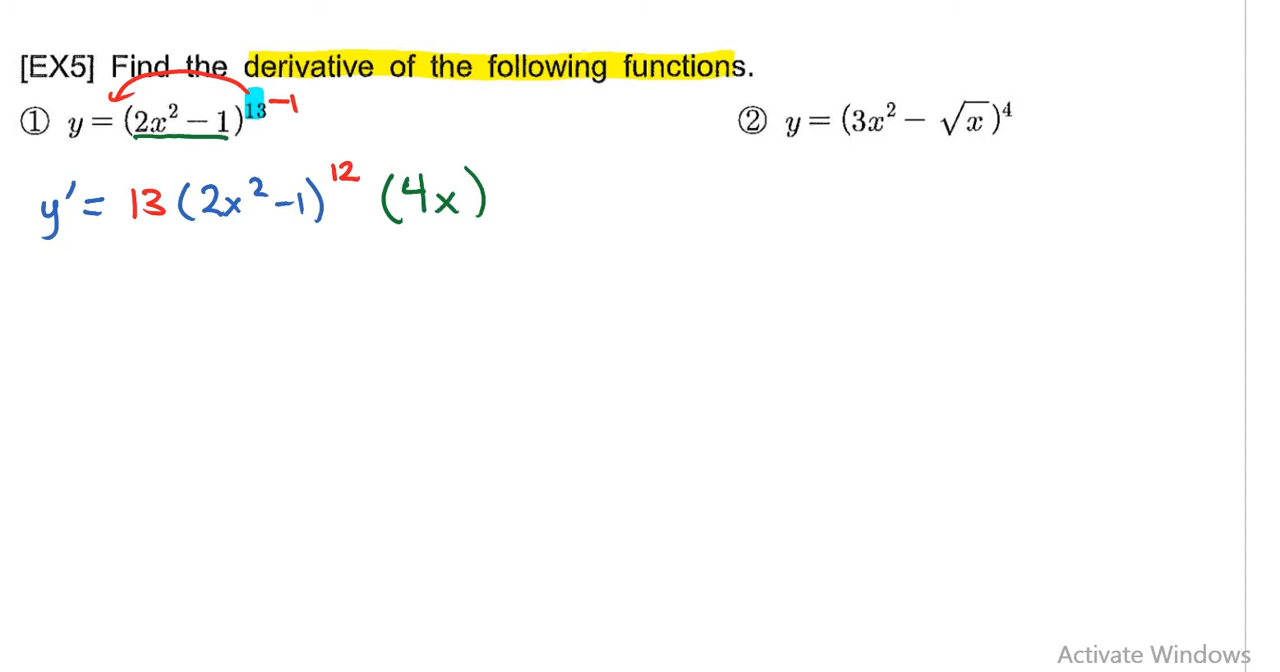 [EX5] Find the derivative of the following functions.
① y = (2x² − 1)¹³ −1
② y = (3x² − √x )⁴
y' = 13 (2x² −1)¹² (4x)
Activate Windows